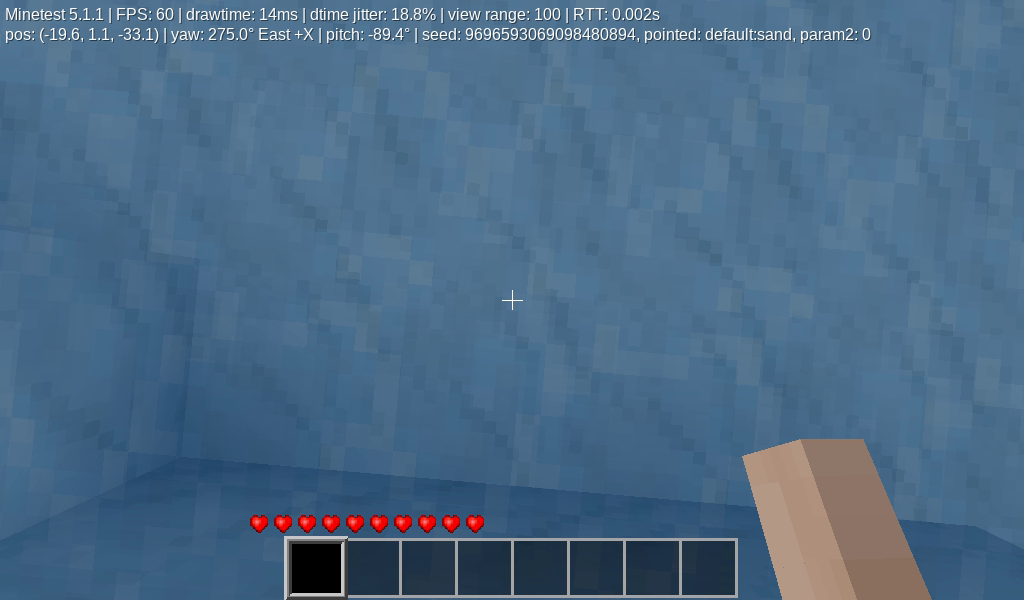 Minetest 5.1.1 | FPS: 60 | drawtime: 14ms | dtime jitter: 18.8% | view range: 100 | RTT: 0.002s
pos: (-19.6, 1.1, -33.1) | yaw: 275.0° East +X | pitch: -89.4° | seed: 9696593069098480894, pointed: default:sand, param2: 0